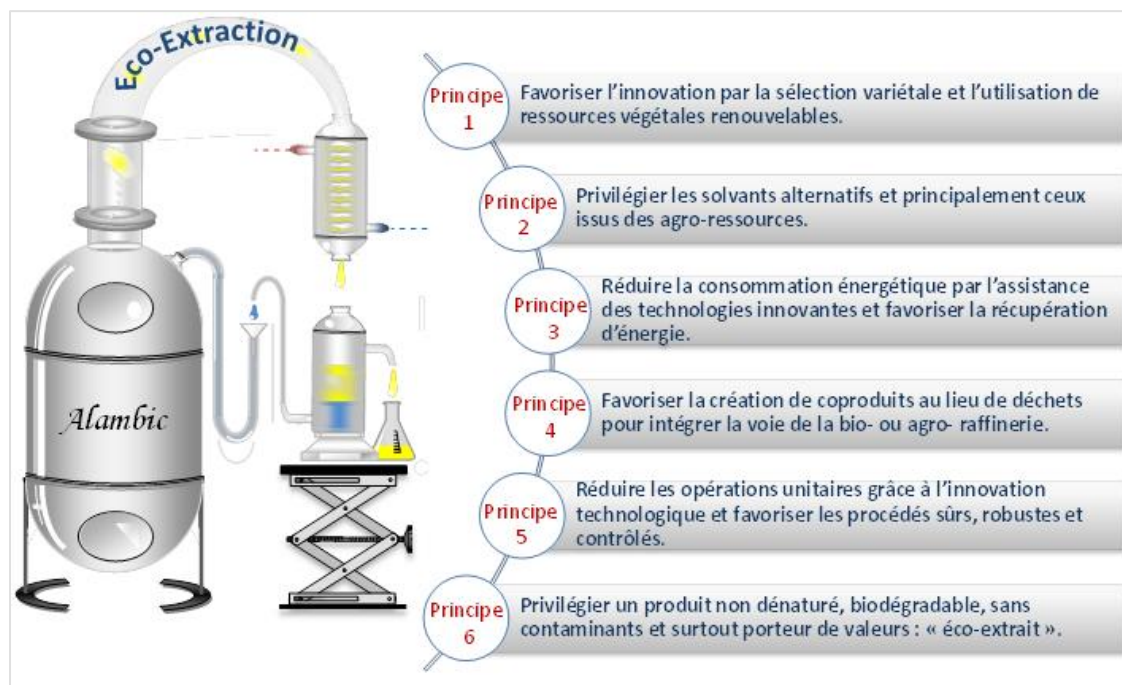 Eco-Extraction
Alambic
Principe
1
Favoriser l’innovation par la sélection variétale et l’utilisation de
ressources végétales renouvelables.
Principe
2
Privilégier les solvants alternatifs et principalement ceux
issus des agro-ressources.
Principe
3
Réduire la consommation énergétique par l’assistance
des technologies innovantes et favoriser la récupération
d’énergie.
Principe
4
Favoriser la création de coproduits au lieu de déchets
pour intégrer la voie de la bio- ou agro- raffinerie.
Principe
5
Réduire les opérations unitaires grâce à l’innovation
technologique et favoriser les procédés sûrs, robustes et
contrôlés.
Principe
6
Privilégier un produit non dénaturé, biodégradable, sans
contaminants et surtout porteur de valeurs : « éco-extrait ».